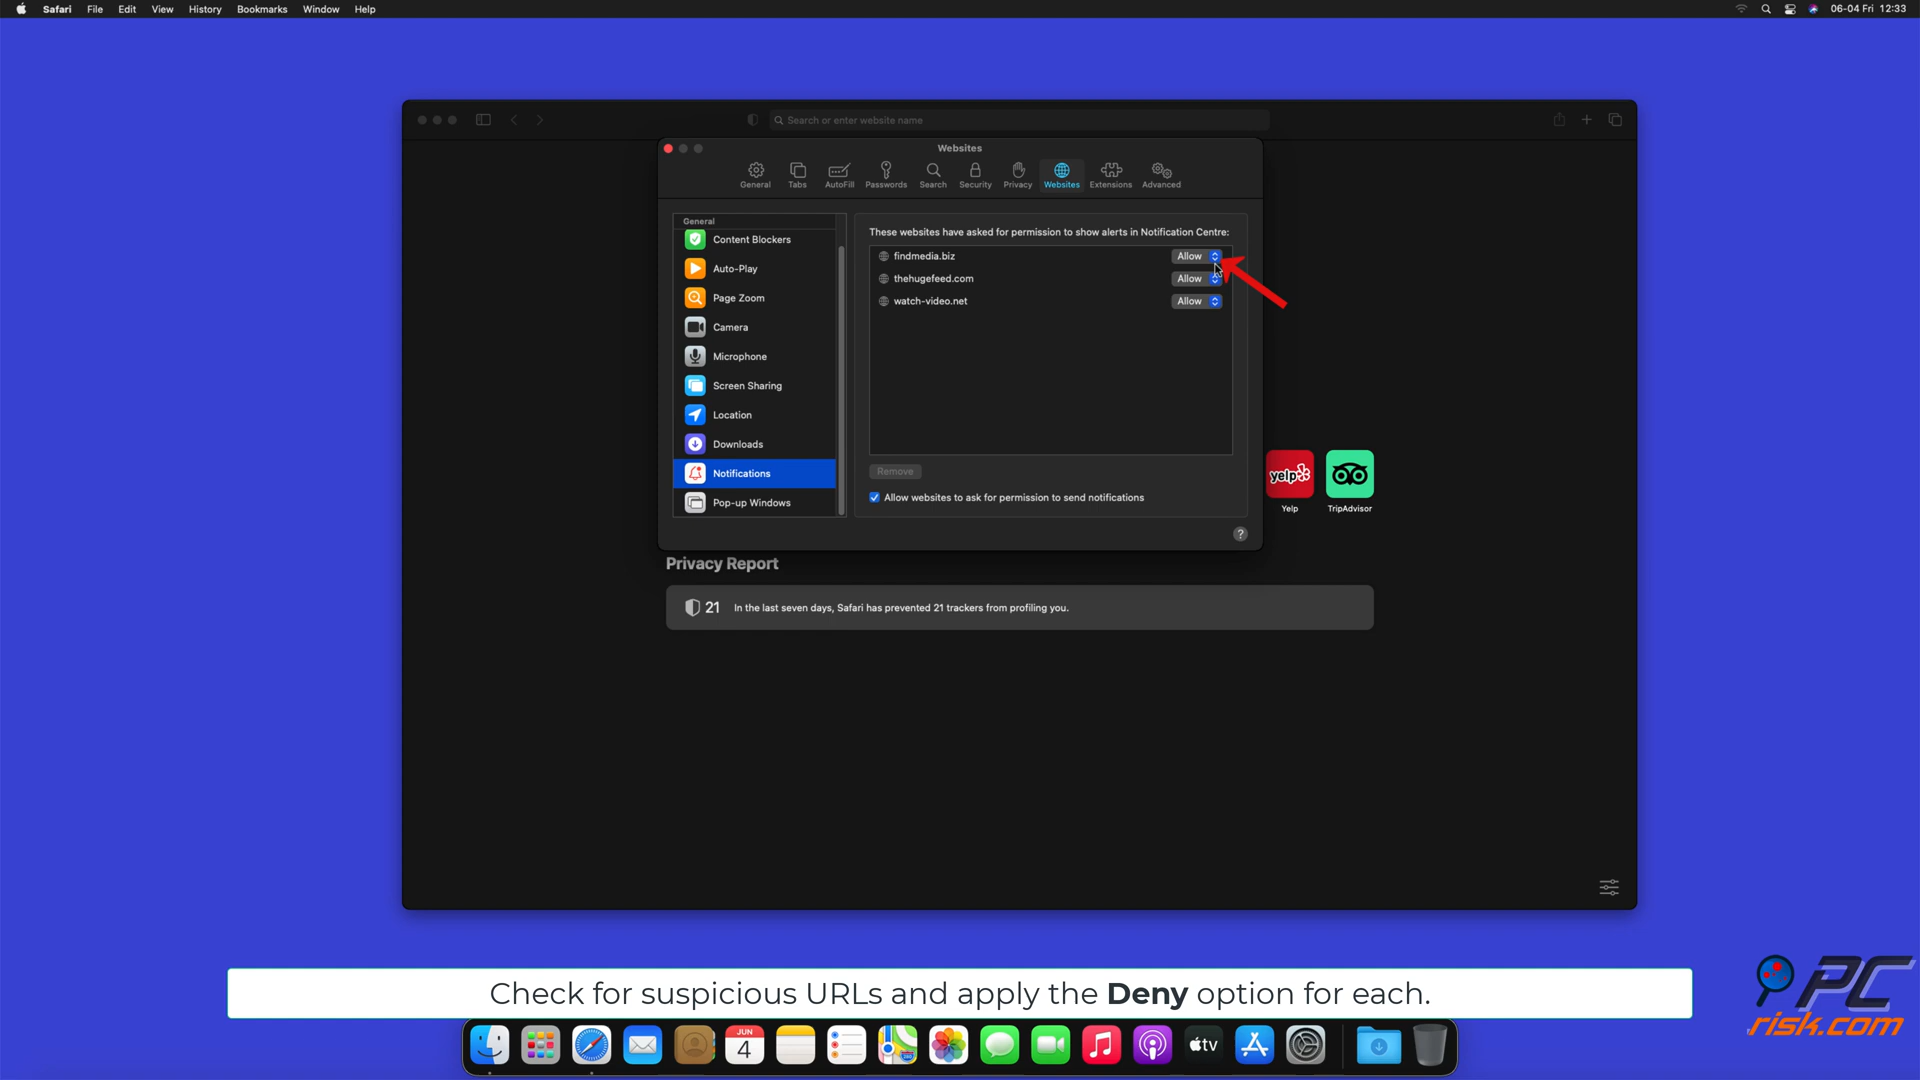 Safari File Edit View History Bookmarks Window Help 06-04 Fri 12:33
Search or enter website name
Websites
General Tabs AutoFill Passwords Search Security Privacy Websites Extensions Advanced
General
Content Blockers
Auto-Play
Page Zoom
Camera
Microphone
Screen Sharing
Location
Downloads
Notifications
Pop-up Windows
These websites have asked for permission to show alerts in Notification Centre:
findmedia.biz Allow
thehugefeed.com Allow
watch-video.net Allow
Remove
Allow websites to ask for permission to send notifications
?
yelp
Yelp
TripAdvisor
Privacy Report
21 In the last seven days, Safari has prevented 21 trackers from profiling you.
Check for suspicious URLs and apply the Deny option for each.
PC
risk.com
JUN
4
tv